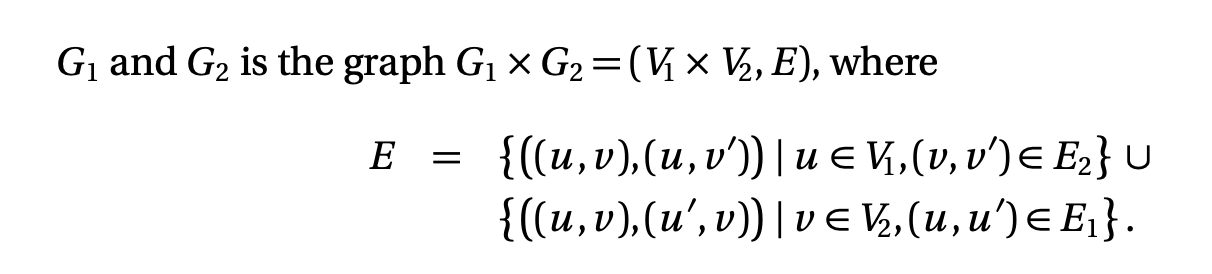 G₁ and G₂ is the graph G₁ × G₂ = (V₁ × V₂, E), where
E = {((u, v),(u, v′)) | u ∈ V₁,(v, v′) ∈ E₂} ∪
{((u, v),(u′, v)) | v ∈ V₂,(u, u′) ∈ E₁}.